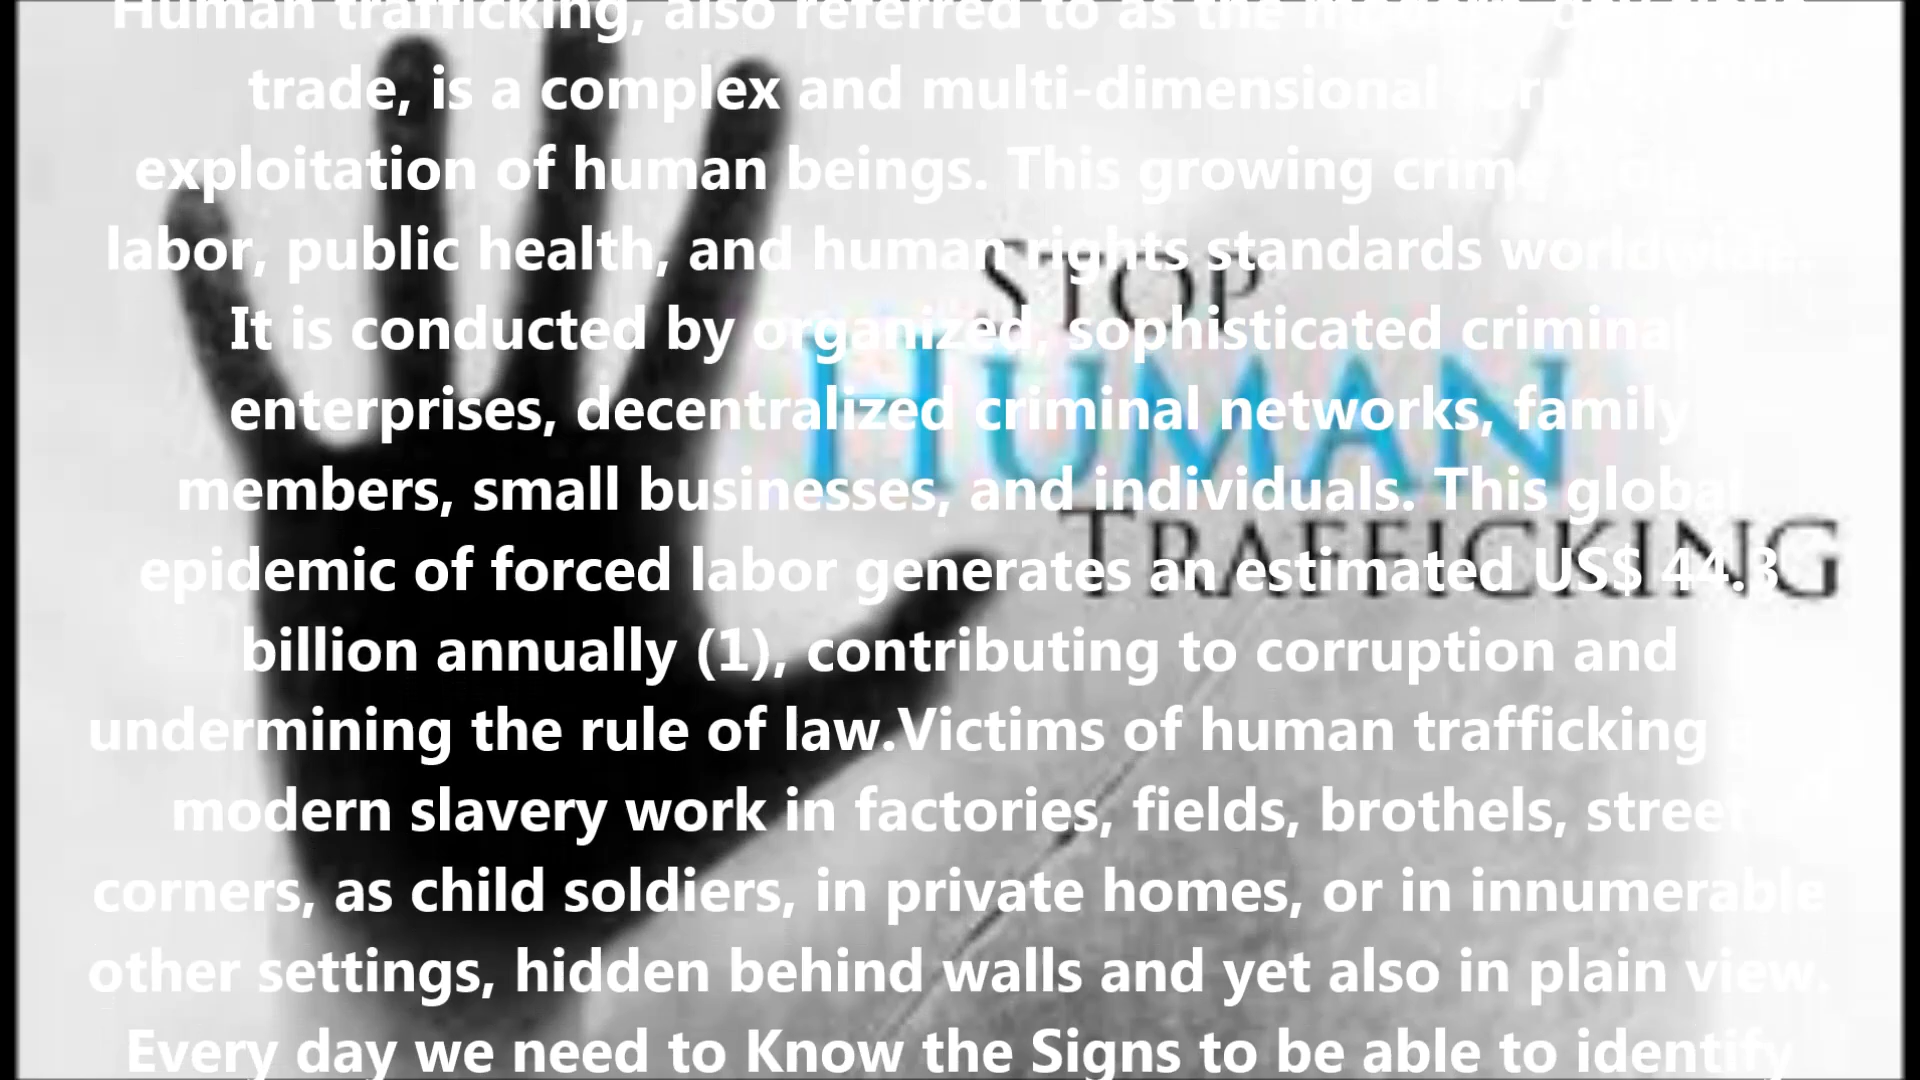 Human trafficking, also referred to as the
trade, is a complex and multi-dimensional
exploitation of human beings. This growing crime
labor, public health, and human rights standards worldwide.
It is conducted by organized, sophisticated criminal
enterprises, decentralized criminal networks, family
members, small businesses, and individuals. This global
epidemic of forced labor generates an estimated US$ 44.3
billion annually (1), contributing to corruption and
undermining the rule of law.Victims of human trafficking
modern slavery work in factories, fields, brothels, street
corners, as child soldiers, in private homes, or in innumerable
other settings, hidden behind walls and yet also in plain view.
Every day we need to Know the Signs to be able to identify
STOP
HUMAN
TRAFFICKING